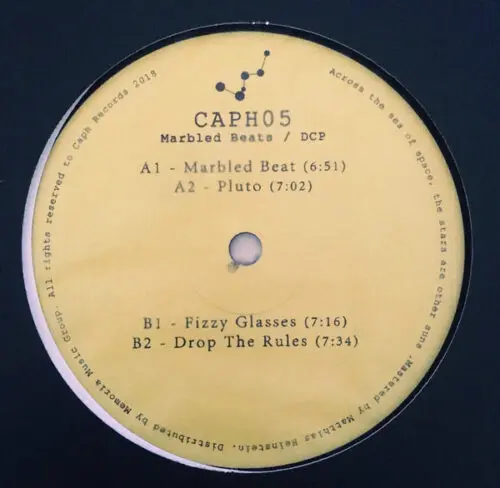 CAPH05
Marbled Beats / DCP
A1 - Marbled Beat (6:51)
A2 - Pluto (7:02)
B1 - Fizzy Glasses (7:16)
B2 - Drop The Rules (7:34)
Across the sea of space, the stars are other suns .Mastered by Matthias Heinstein. Distributed by Memoria Music Group. All rights reserved to Caph Records 2019